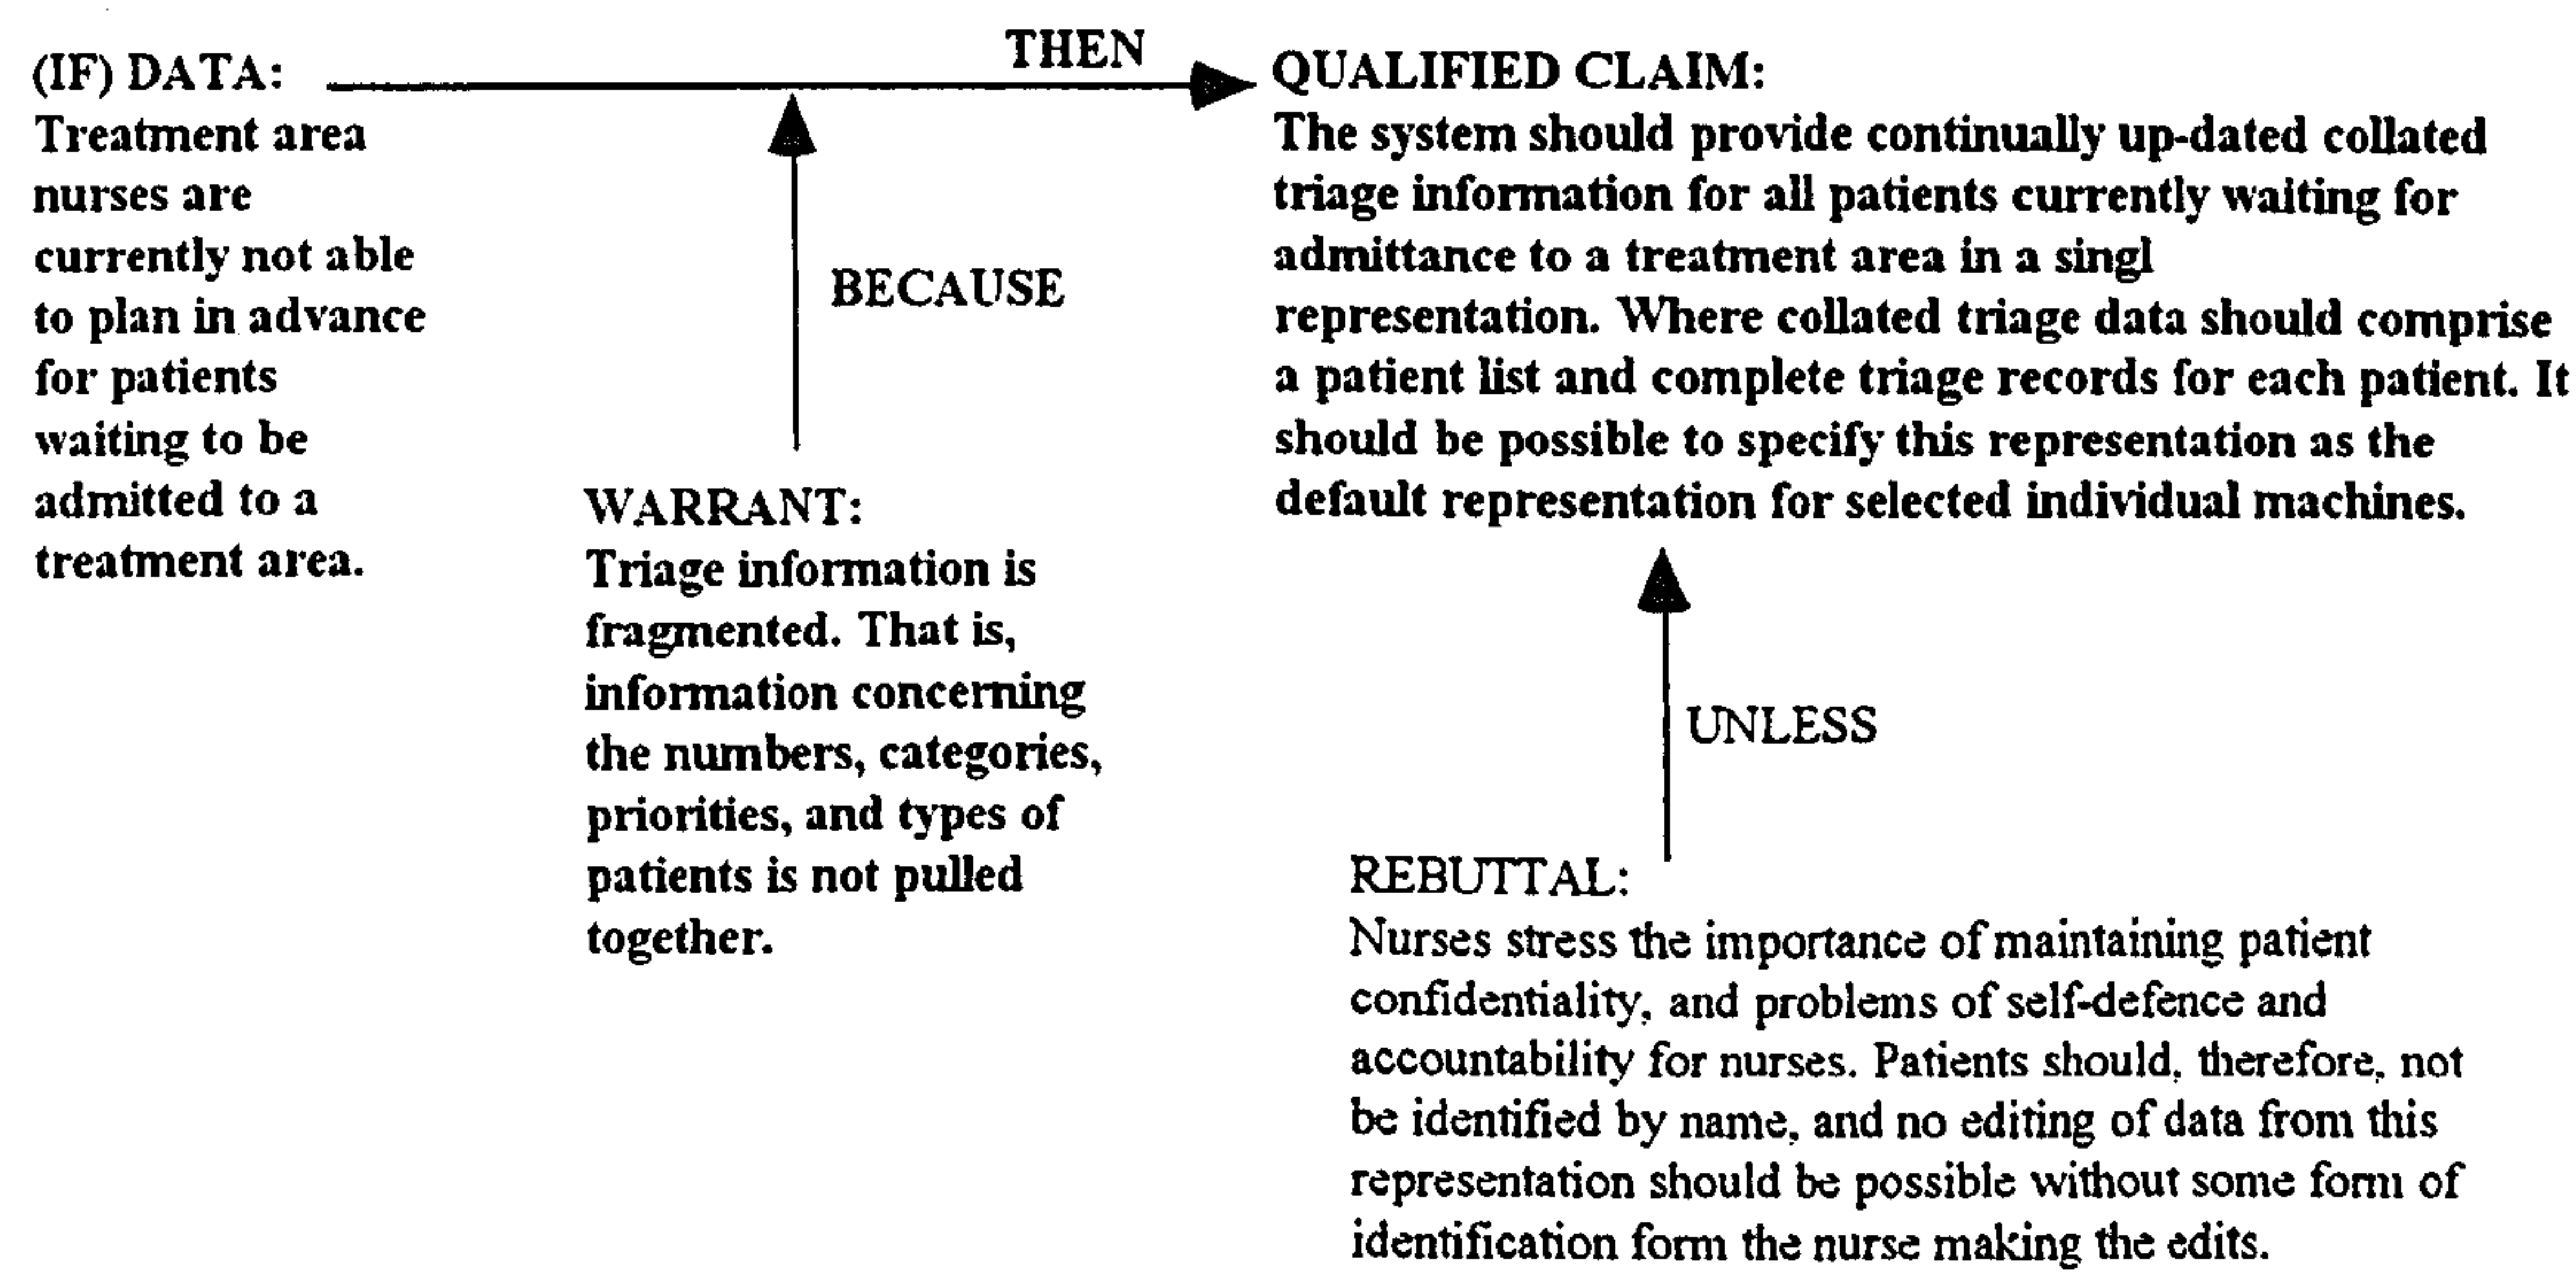 (IF) DATA:
Treatment area
nurses are
currently not able
to plan in advance
for patients
waiting to be
admitted to a
treatment area.
THEN
BECAUSE
WARRANT:
Triage information is
fragmented. That is,
information concerning
the numbers, categories,
priorities, and types of
patients is not pulled
together.
QUALIFIED CLAIM:
The system should provide continually up-dated collated
triage information for all patients currently waiting for
admittance to a treatment area in a singl
representation. Where collated triage data should comprise
a patient list and complete triage records for each patient. It
should be possible to specify this representation as the
default representation for selected individual machines.
UNLESS
REBUTTAL:
Nurses stress the importance of maintaining patient
confidentiality, and problems of self-defence and
accountability for nurses. Patients should, therefore, not
be identified by name, and no editing of data from this
representation should be possible without some form of
identification form the nurse making the edits.